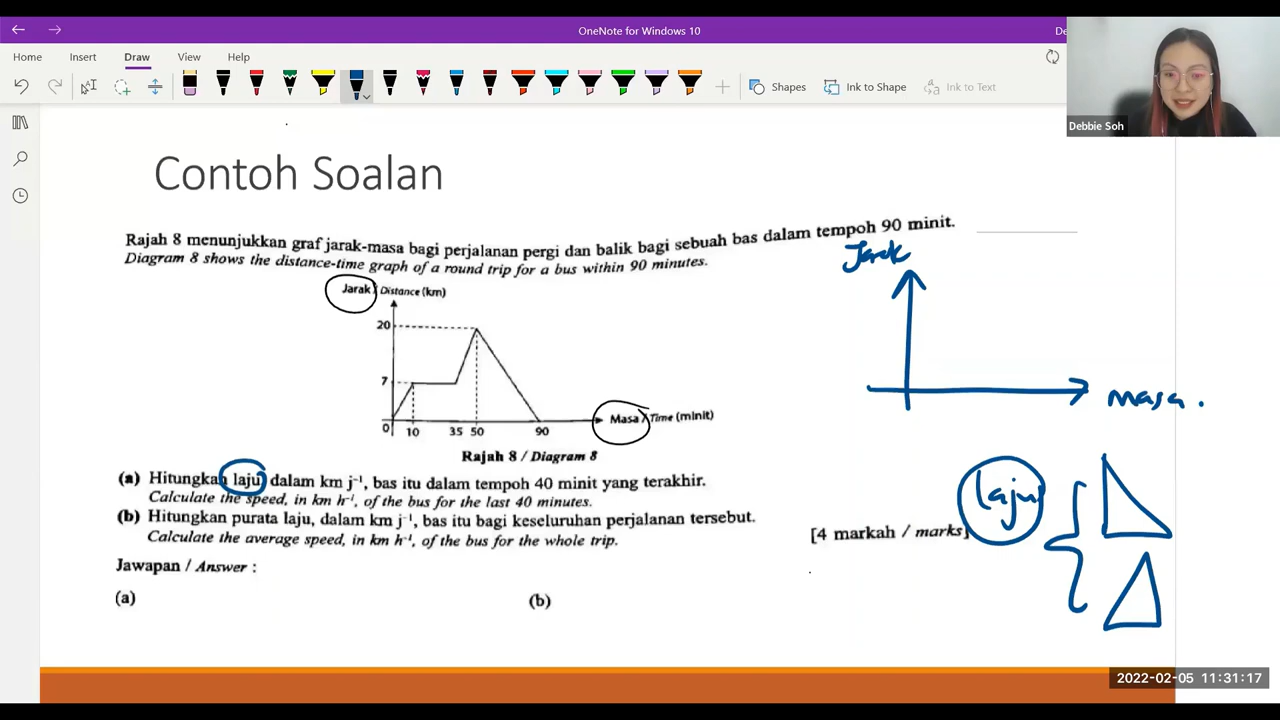 OneNote for Windows 10
De
Home Insert Draw View Help
Shapes Ink to Shape Ink to Text
Debbie Soh
Contoh Soalan
Rajah 8 menunjukkan graf jarak-masa bagi perjalanan pergi dan balik bagi sebuah bas dalam tempoh 90 minit.
Diagram 8 shows the distance-time graph of a round trip for a bus within 90 minutes.
Jarak
Jarak / Distance (km)
20
7
0 10 35 50 90
Masa / Time (minit)
masa.
Rajah 8 / Diagram 8
(a) Hitungkan laju dalam km j⁻¹, bas itu dalam tempoh 40 minit yang terakhir.
Calculate the speed, in km h⁻¹, of the bus for the last 40 minutes.
laju
(b) Hitungkan purata laju, dalam km j⁻¹, bas itu bagi keseluruhan perjalanan tersebut.
Calculate the average speed, in km h⁻¹, of the bus for the whole trip.
[4 markah / marks]
Jawapan / Answer :
(a) (b)
2022-02-05 11:31:17